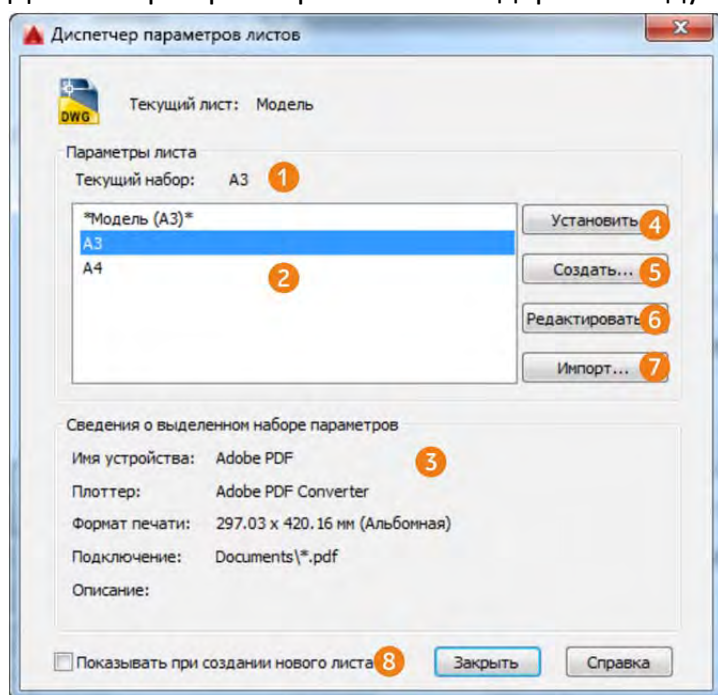 Диспетчер параметров листов
DWG
Текущий лист: Модель
Параметры листа
Текущий набор: А3 1
*Модель (А3)*
А3
А4
2
Установить 4
Создать... 5
Редактировать 6
Импорт... 7
Сведения о выделенном наборе параметров
Имя устройства: Adobe PDF 3
Плоттер: Adobe PDF Converter
Формат печати: 297.03 x 420.16 мм (Альбомная)
Подключение: Documents\*.pdf
Описание:
Показывать при создании нового листа 8
Закрыть
Справка